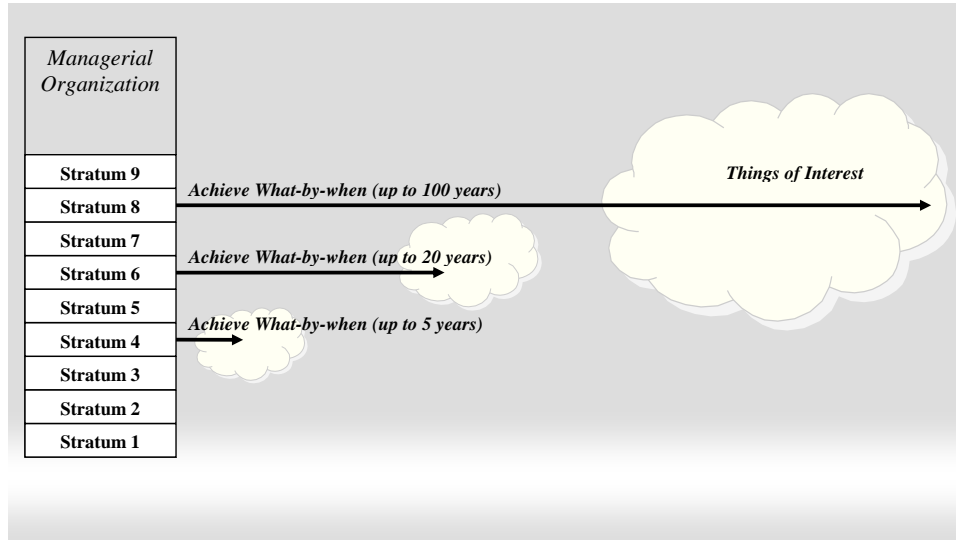 Managerial
Organization
Stratum 9
Stratum 8
Stratum 7
Stratum 6
Stratum 5
Stratum 4
Stratum 3
Stratum 2
Stratum 1
Achieve What-by-when (up to 100 years)
Things of Interest
Achieve What-by-when (up to 20 years)
Achieve What-by-when (up to 5 years)